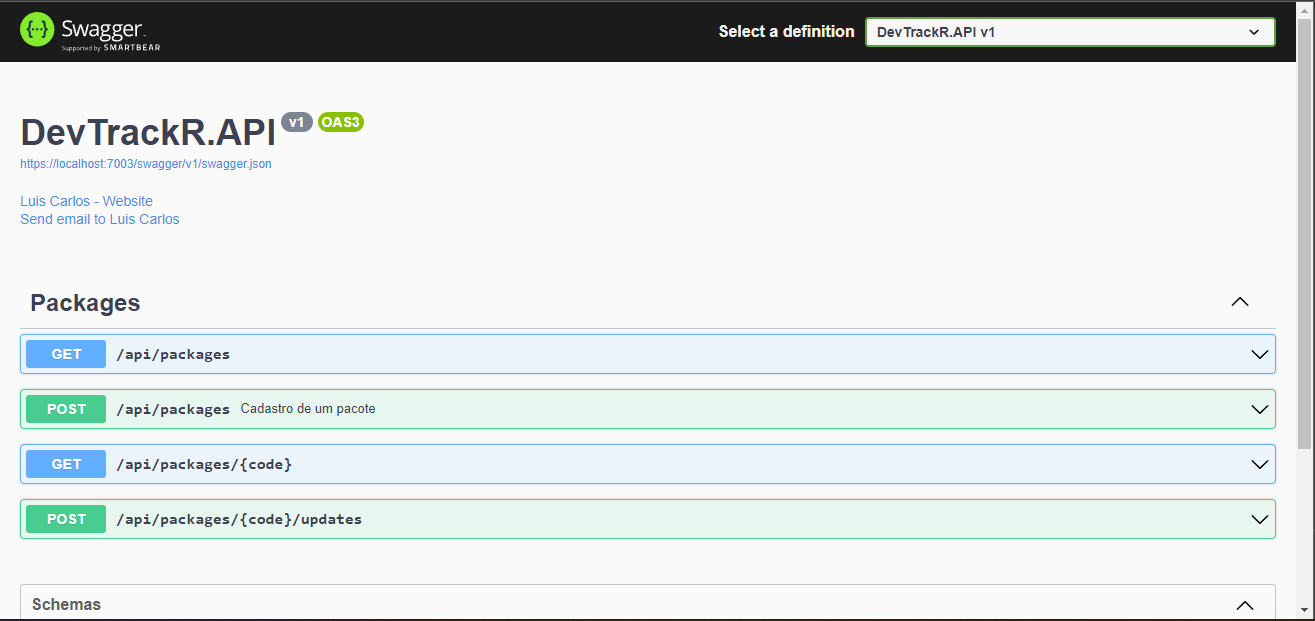 {···} Swagger™
Supported by SMARTBEAR
Select a definition
DevTrackR.API v1
DevTrackR.API v1 OAS3
https://localhost:7003/swagger/v1/swagger.json
Luis Carlos - Website
Send email to Luis Carlos
Packages
GET /api/packages
POST /api/packages Cadastro de um pacote
GET /api/packages/{code}
POST /api/packages/{code}/updates
Schemas